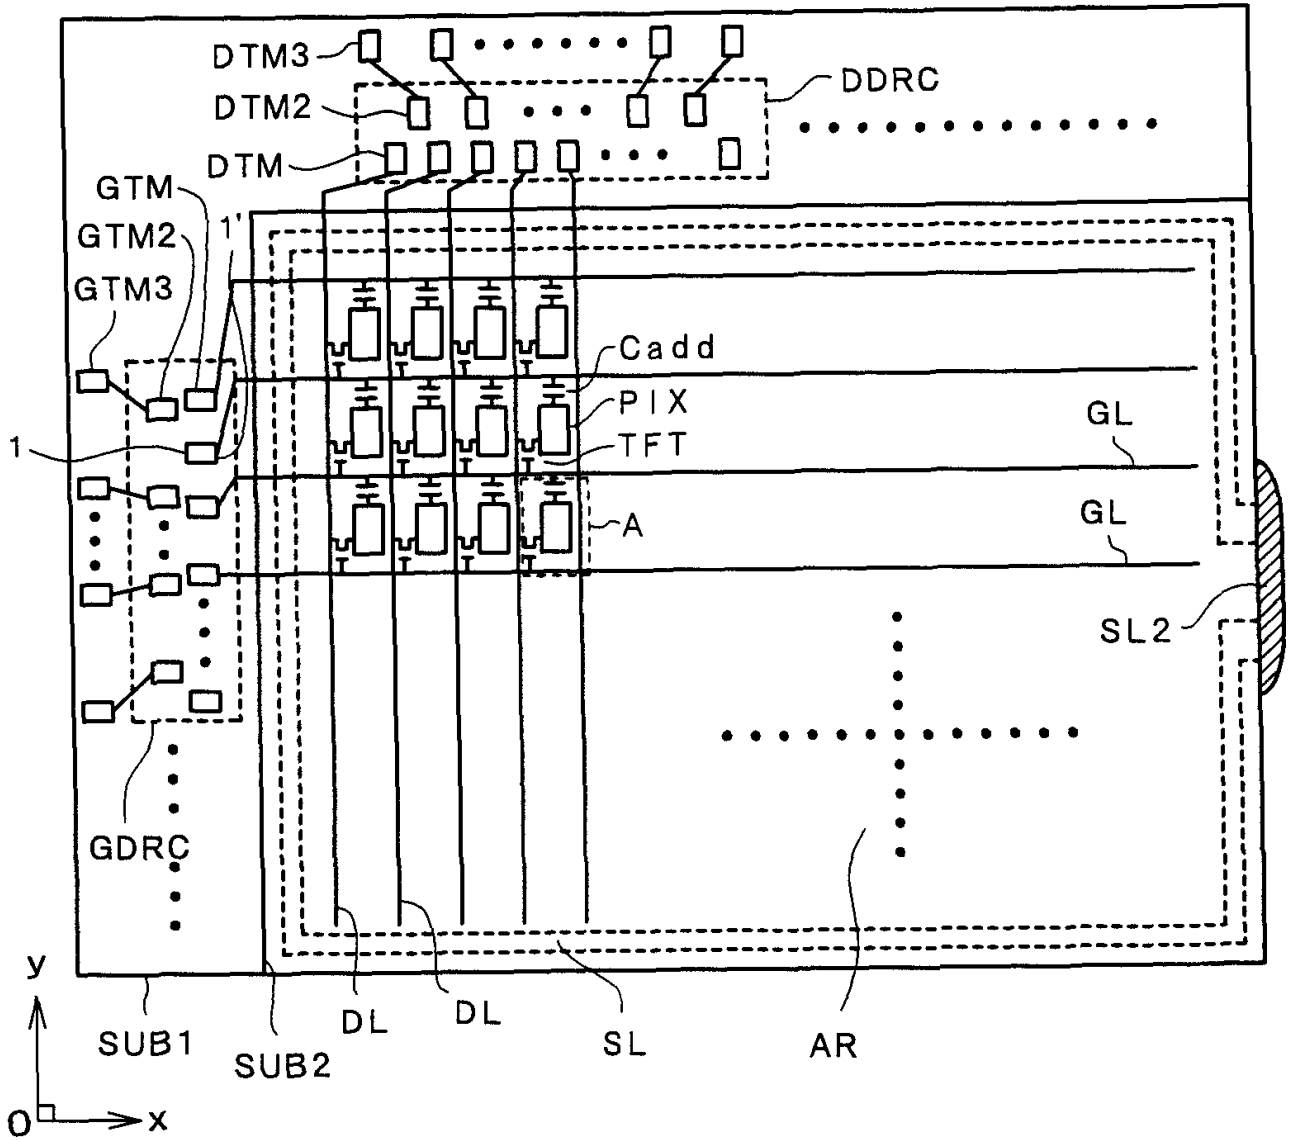 DTM3
DTM2
DDRC
DTM
GTM
1'
GTM2
GTM3
Cadd
PIX
GL
TFT
1
GL
A
SL2
GDRC
y
DL
DL
SUB1
SL
AR
SUB2
O
x